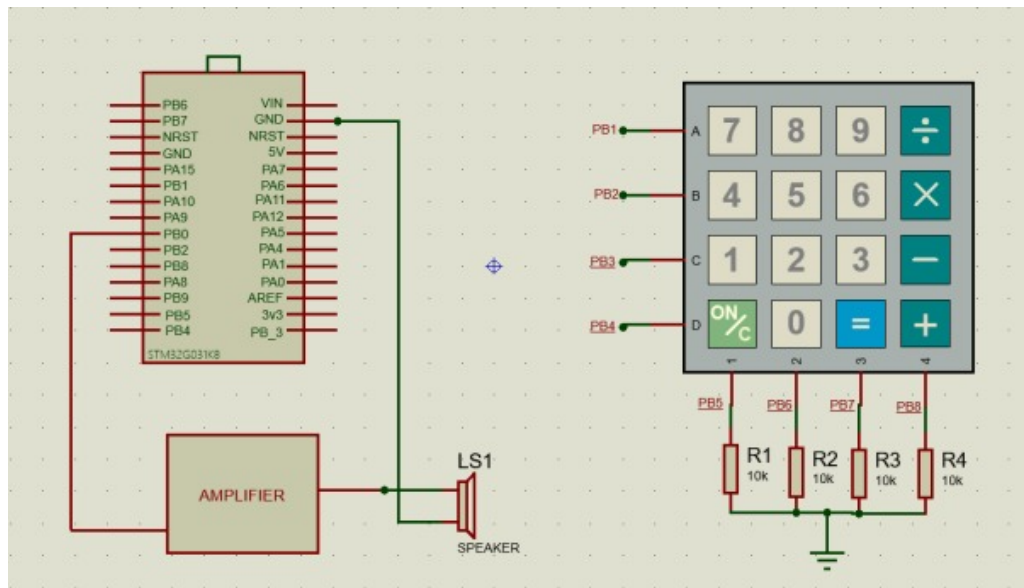 PB6
PB7
NRST
GND
PA15
PB1
PA10
PA9
PB0
PB2
PB8
PA8
PB9
PB5
PB4
VIN
GND
NRST
5V
PA7
PA6
PA11
PA12
PA5
PA4
PA1
PA0
AREF
3v3
PB_3
STM32G031K8
AMPLIFIER
LS1
SPEAKER
PB1
PB2
PB3
PB4
A
B
C
D
7 8 9 ÷
4 5 6 ×
1 2 3 −
ON/C 0 = +
1 2 3 4
PB5 PB6 PB7 PB8
R1
10k
R2
10k
R3
10k
R4
10k